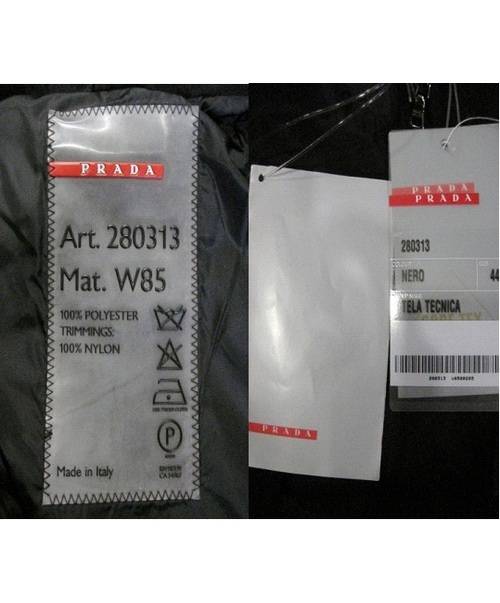 PRADA
Art. 280313
Mat. W85
100% POLYESTER
TRIMMINGS:
100% NYLON
P
Made in Italy
PRADA
PRADA
PRADA
280313
NERO
44
TELA TECNICA